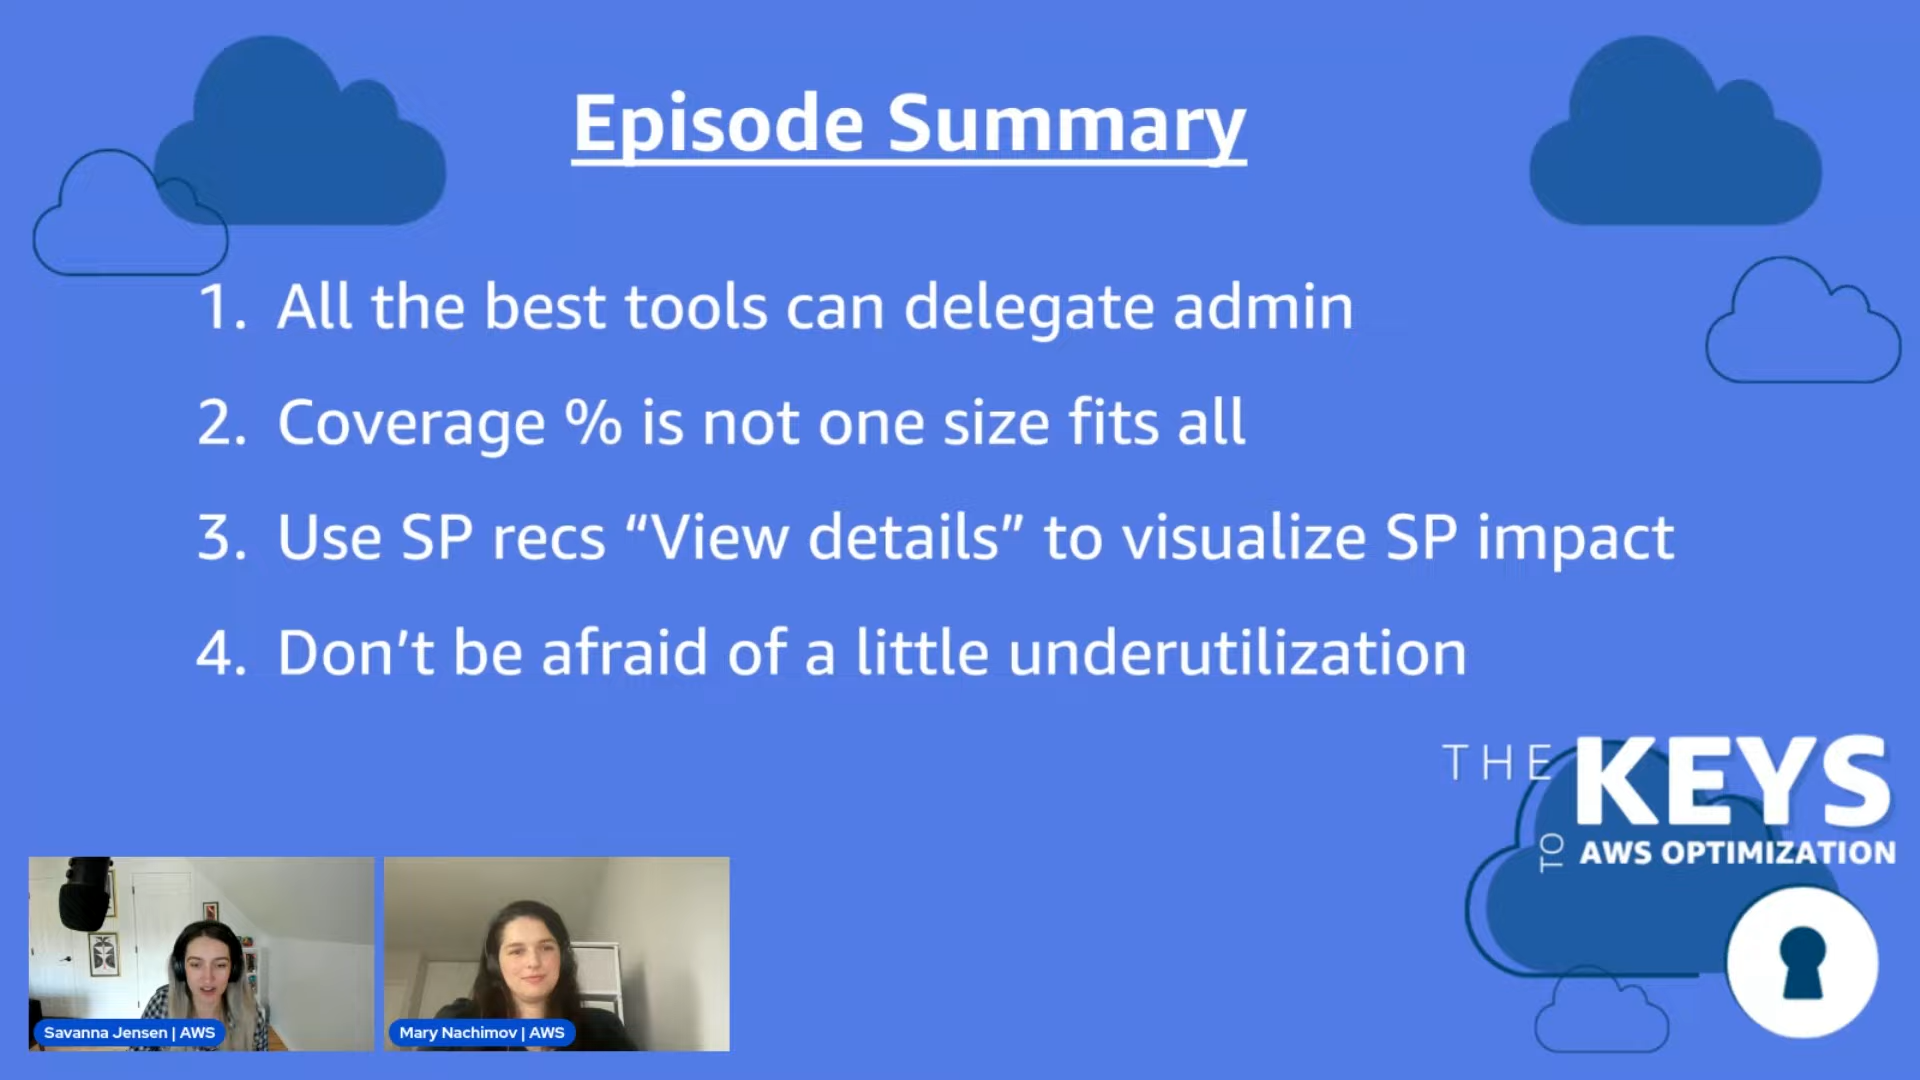 Episode Summary
1. All the best tools can delegate admin
2. Coverage % is not one size fits all
3. Use SP recs “View details” to visualize SP impact
4. Don’t be afraid of a little underutilization
THE KEYS
TO AWS OPTIMIZATION
Savanna Jensen | AWS
Mary Nachimov | AWS